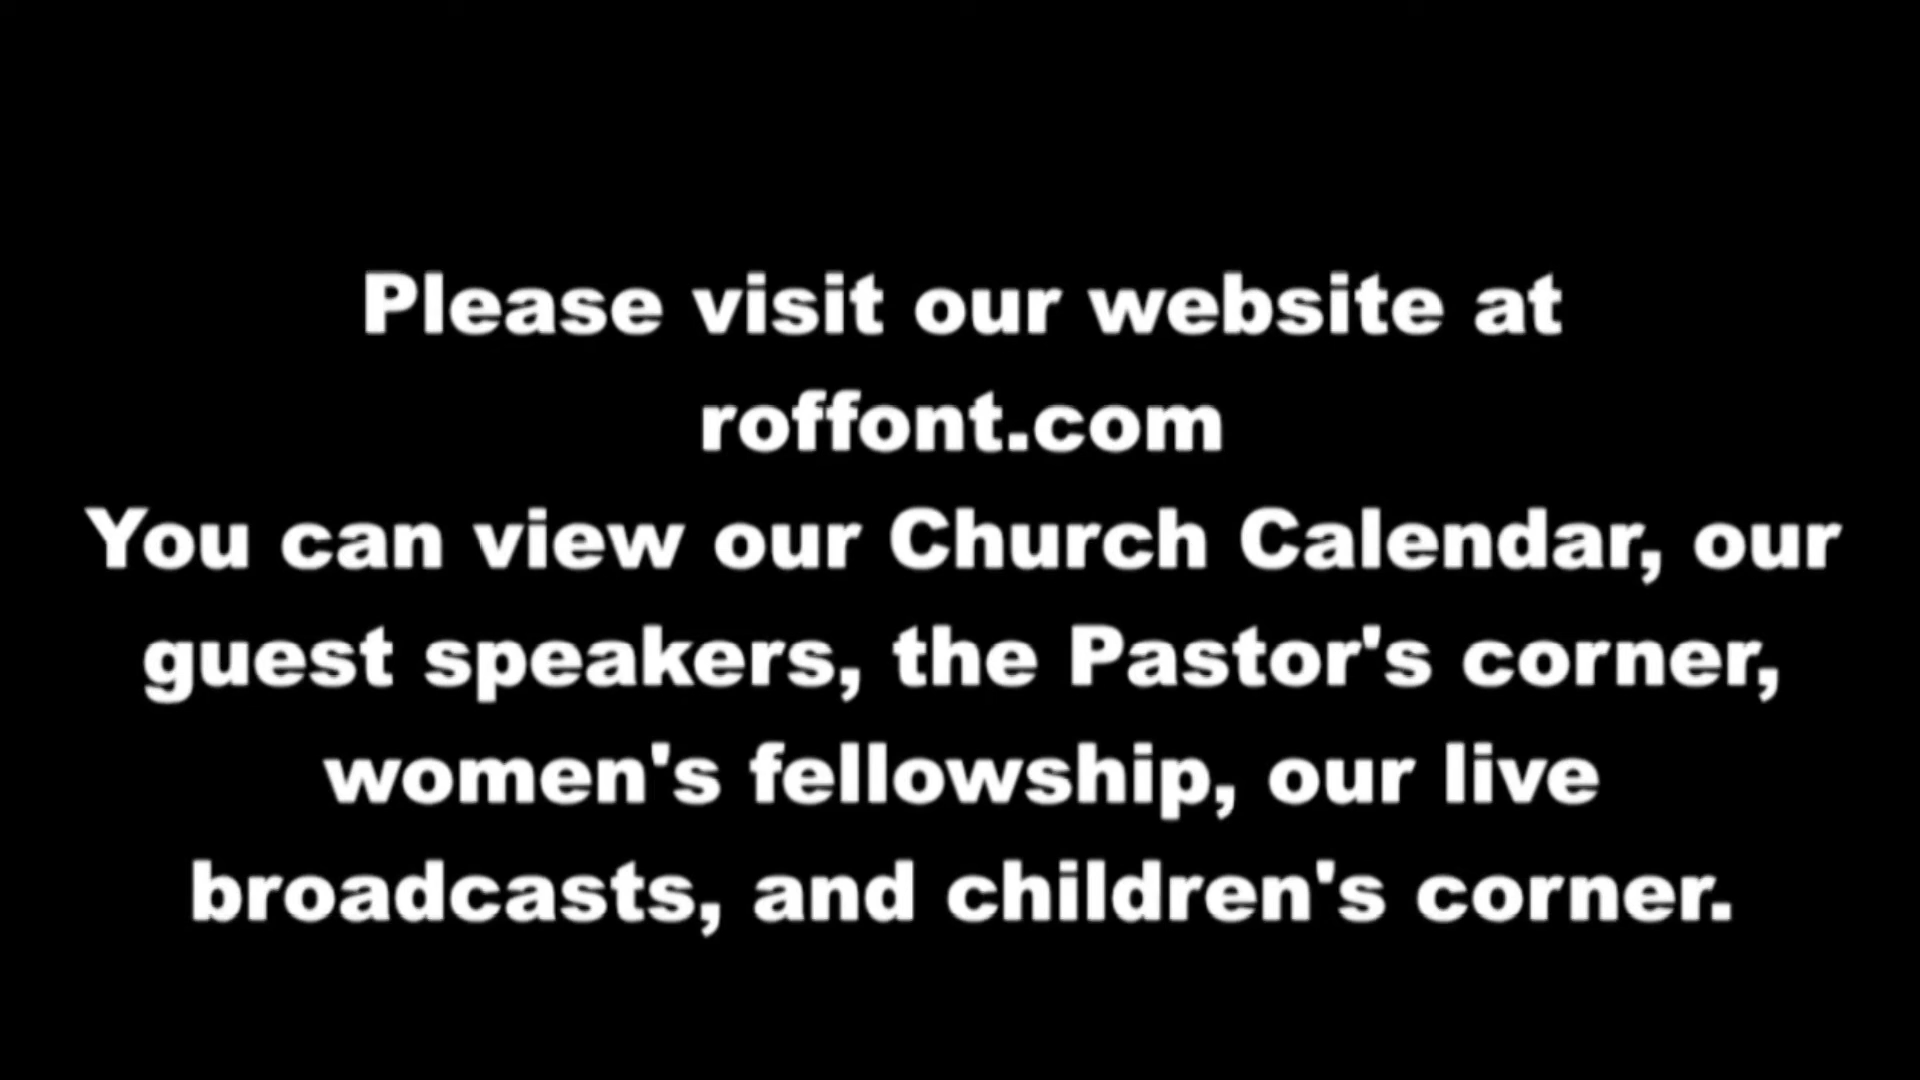 Please visit our website at
roffont.com
You can view our Church Calendar, our
guest speakers, the Pastor's corner,
women's fellowship, our live
broadcasts, and children's corner.